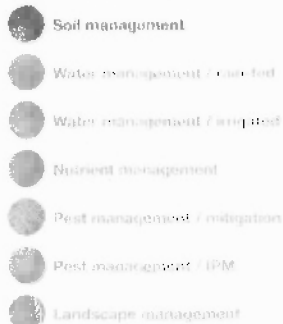 Soil management
Water management / rain-fed
Water management / irrigated
Nutrient management
Pest management / mitigation
Pest management / IPM
Landscape management